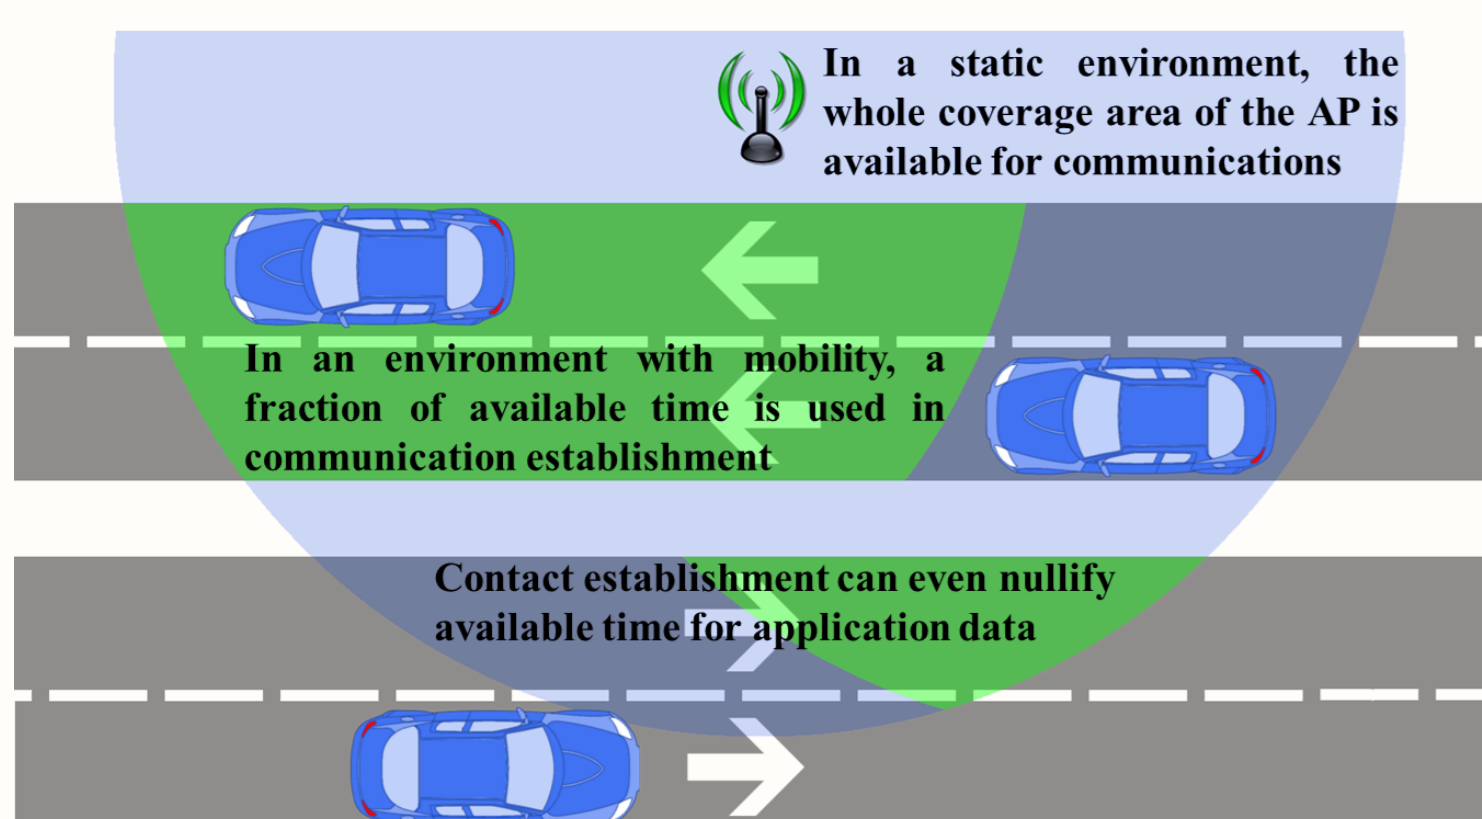 In a static environment, the
whole coverage area of the AP is
available for communications
In an environment with mobility, a
fraction of available time is used in
communication establishment
Contact establishment can even nullify
available time for application data